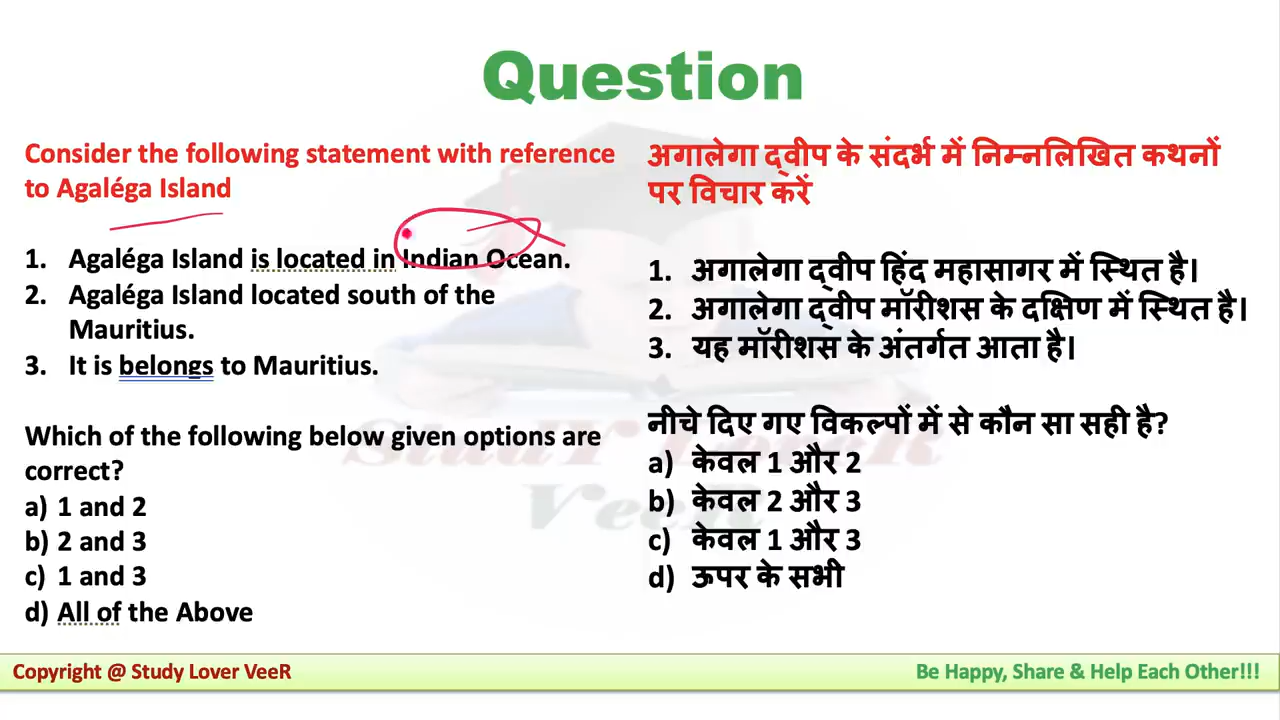 Question
Consider the following statement with reference
to Agaléga Island
1. Agaléga Island is located in Indian Ocean.
2. Agaléga Island located south of the
Mauritius.
3. It is belongs to Mauritius.
Which of the following below given options are
correct?
a) 1 and 2
b) 2 and 3
c) 1 and 3
d) All of the Above
अगालेगा द्वीप के संदर्भ में निम्नलिखित कथनों
पर विचार करें
1. अगालेगा द्वीप हिंद महासागर में स्थित है।
2. अगालेगा द्वीप मॉरीशस के दक्षिण में स्थित है।
3. यह मॉरीशस के अंतर्गत आता है।
नीचे दिए गए विकल्पों में से कौन सा सही है?
a) केवल 1 और 2
b) केवल 2 और 3
c) केवल 1 और 3
d) ऊपर के सभी
StudY LoveR
VeeR
Copyright @ Study Lover VeeR
Be Happy, Share & Help Each Other!!!